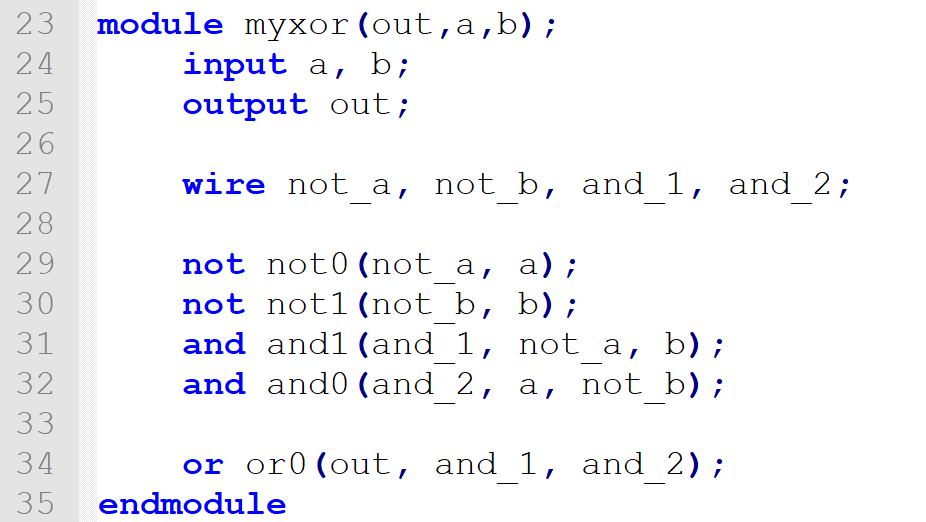 23 module myxor(out,a,b);
24     input a, b;
25     output out;
26
27     wire not_a, not_b, and_1, and_2;
28
29     not not0(not_a, a);
30     not not1(not_b, b);
31     and and1(and_1, not_a, b);
32     and and0(and_2, a, not_b);
33
34     or or0(out, and_1, and_2);
35 endmodule